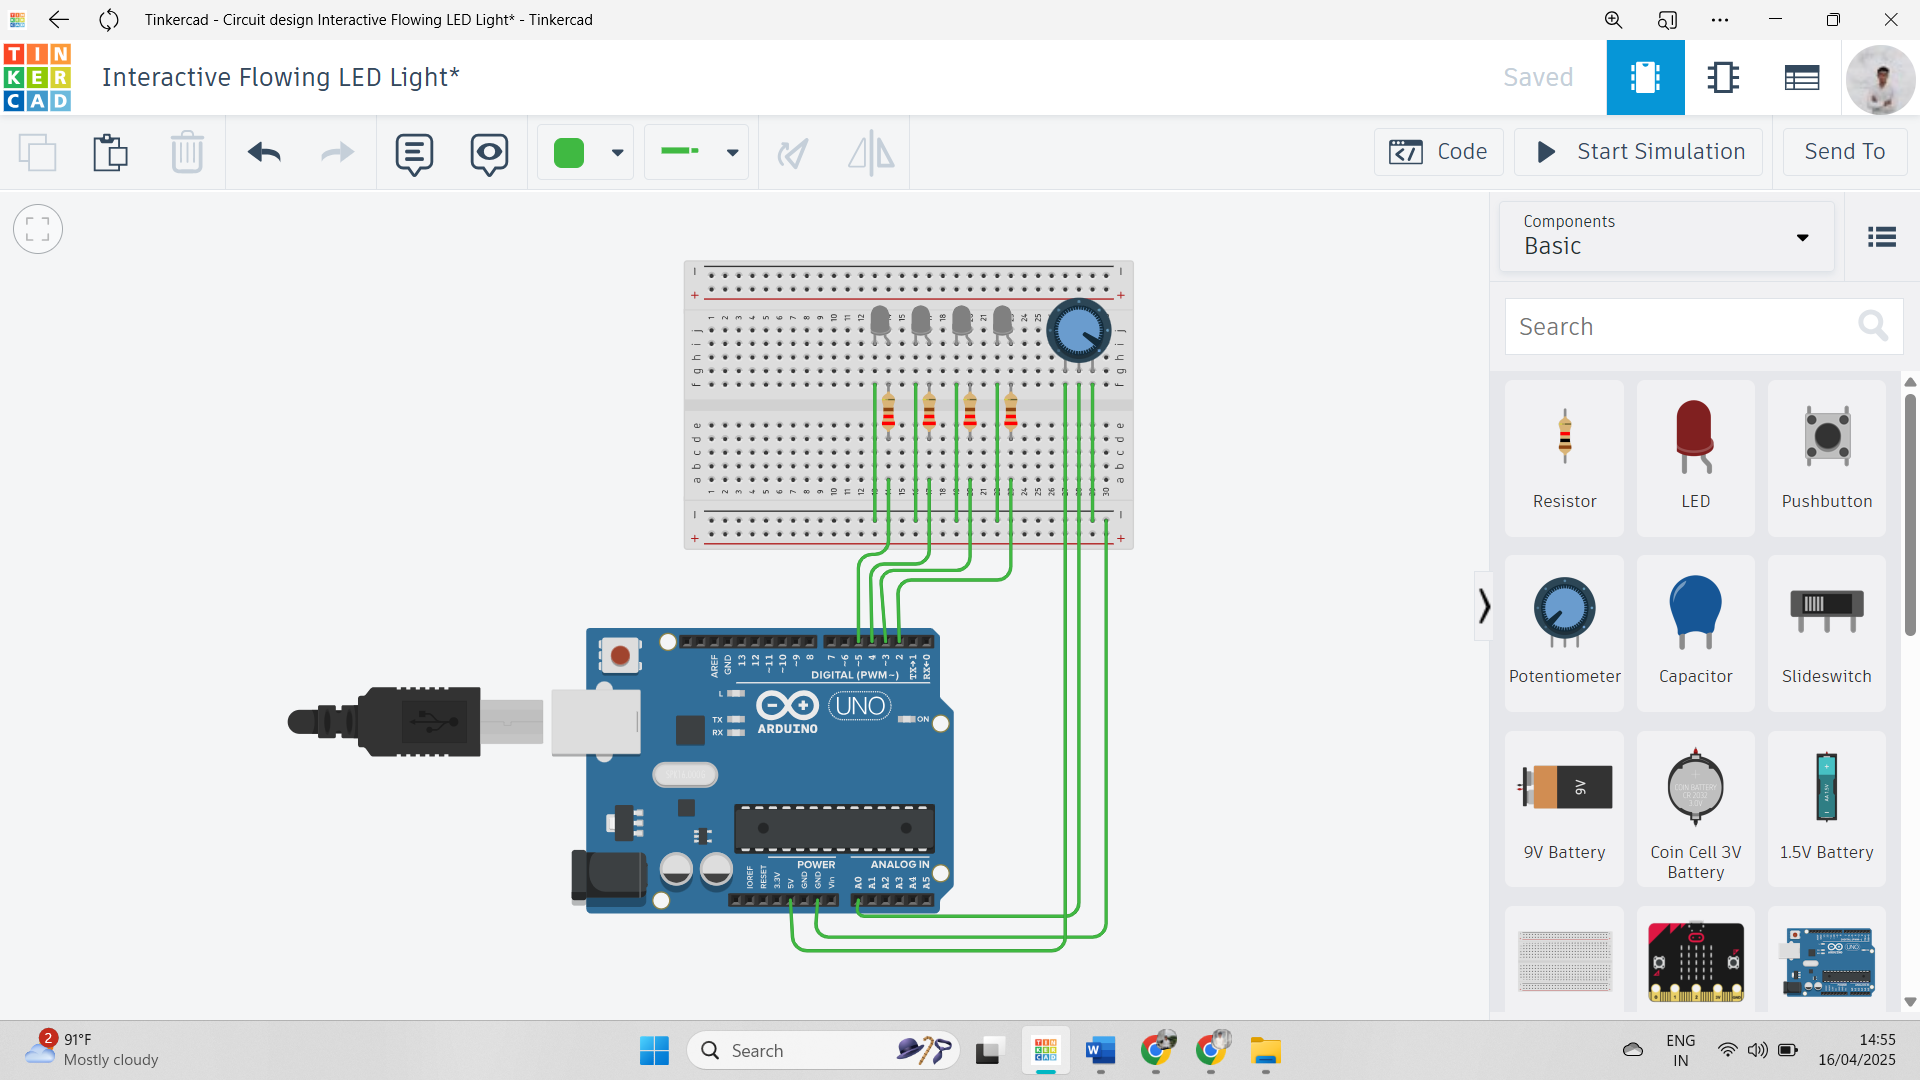 Tinkercad - Circuit design Interactive Flowing LED Light* - Tinkercad
TIN
KER
CAD
Interactive Flowing LED Light*
Saved
Code
Start Simulation
Send To
Components
Basic
Search
Resistor
LED
Pushbutton
Potentiometer
Capacitor
Slideswitch
9V
9V Battery
Coin Cell 3V
Battery
1.5V Battery
AREF
GND
13
12
~11
~10
~9
8
7
~6
~5
4
~3
2
TX→1
RX←0
DIGITAL (PWM~)
L
TX
RX
UNO
ON
ARDUINO
POWER
ANALOG IN
IOREF
RESET
3.3V
5V
GND
GND
Vin
A0
A1
A2
A3
A4
A5
2
91°F
Mostly cloudy
Search
ENG
IN
14:55
16/04/2025